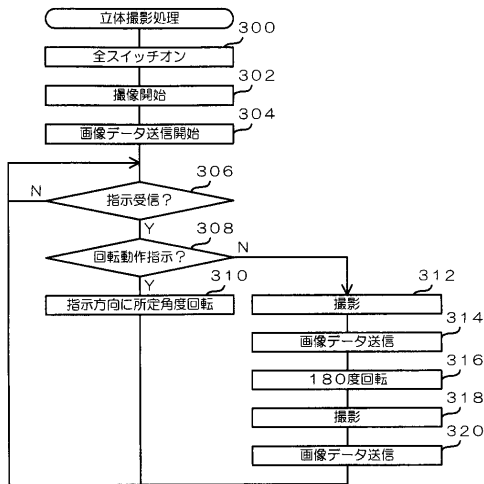 立体撮影処理
300
全スイッチオン
302
撮像開始
304
画像データ送信開始
306
N
指示受信?
Y
308
N
回転動作指示?
Y
310
指示方向に所定角度回転
312
撮影
314
画像データ送信
316
180度回転
318
撮影
320
画像データ送信